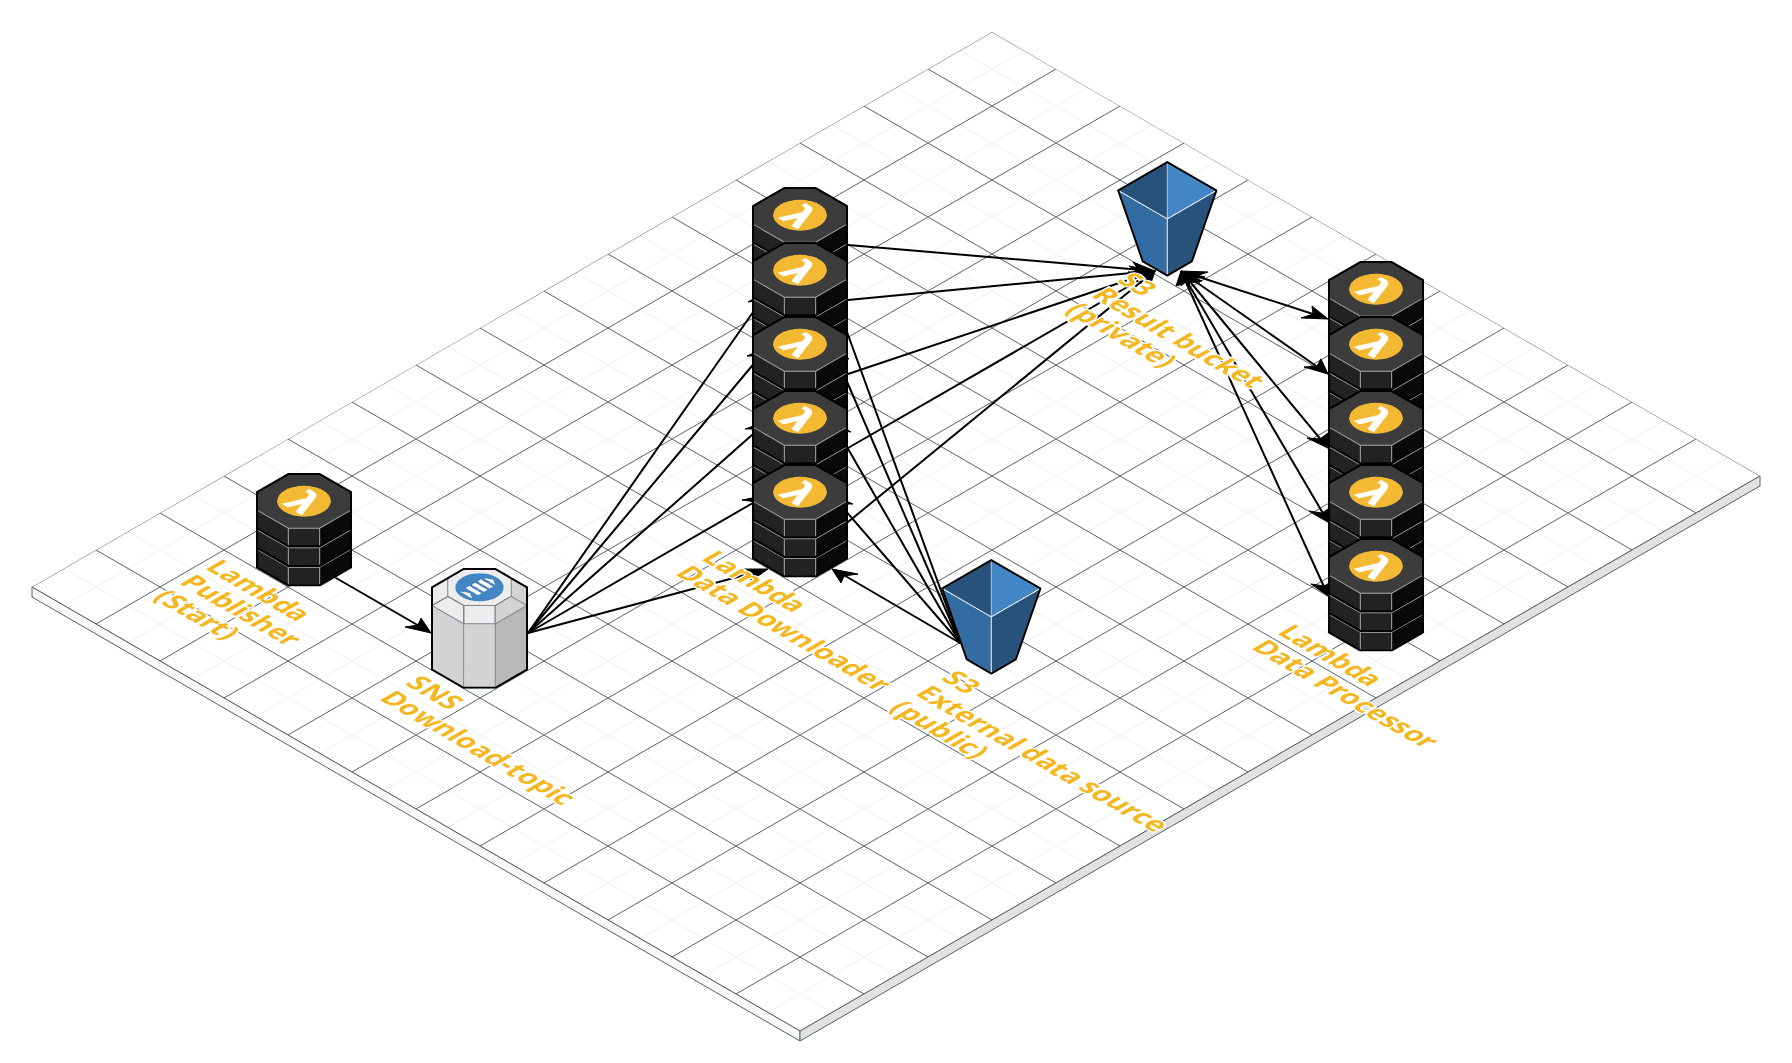 Lambda
Publisher
(Start)
SNS
Download-topic
Lambda
Data Downloader
S3
External data source
(public)
S3
Result bucket
(private)
Lambda
Data Processor